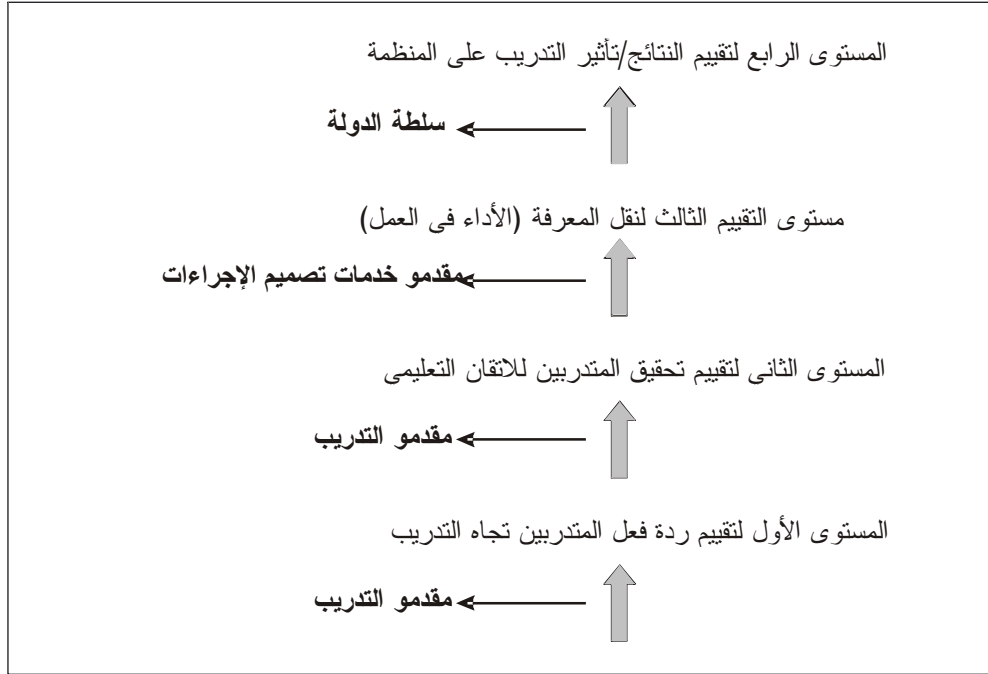 المستوى الرابع لتقييم النتائج/تأثير التدريب على المنظمة
سلطة الدولة
مستوى التقييم الثالث لنقل المعرفة (الأداء فى العمل)
مقدمو خدمات تصميم الإجراءات
المستوى الثانى لتقييم تحقيق المتدربين للاتقان التعليمى
مقدمو التدريب
المستوى الأول لتقييم ردة فعل المتدربين تجاه التدريب
مقدمو التدريب